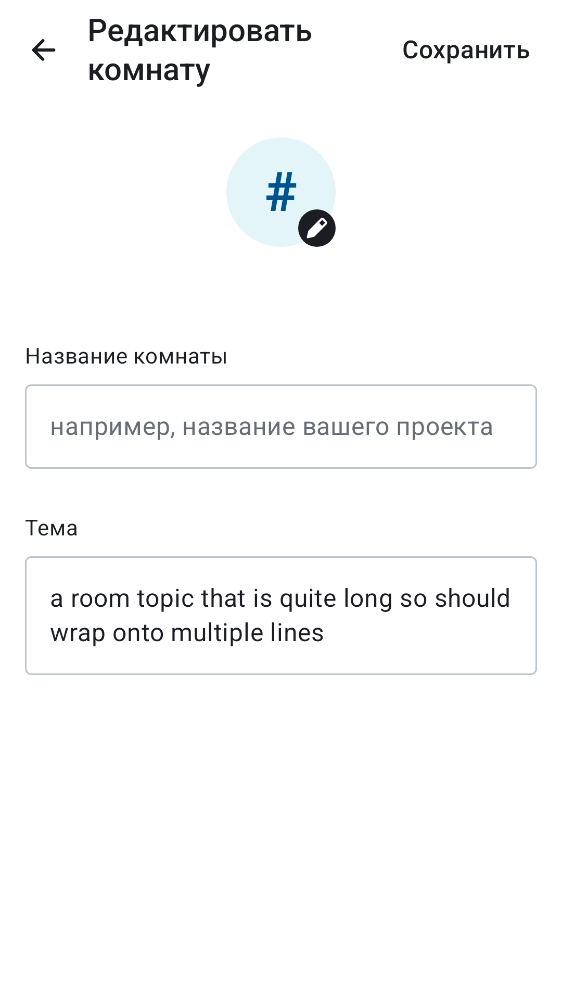 Редактировать
комнату
Сохранить
#
Название комнаты
например, название вашего проекта
Тема
a room topic that is quite long so should
wrap onto multiple lines